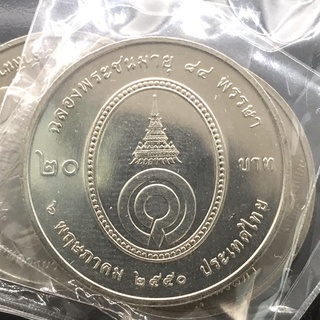 ฉลองพระชนมายุ ๘๔ พรรษา
๒๐ บาท
๖ พฤษภาคม ๒๕๕๐ ประเทศไทย